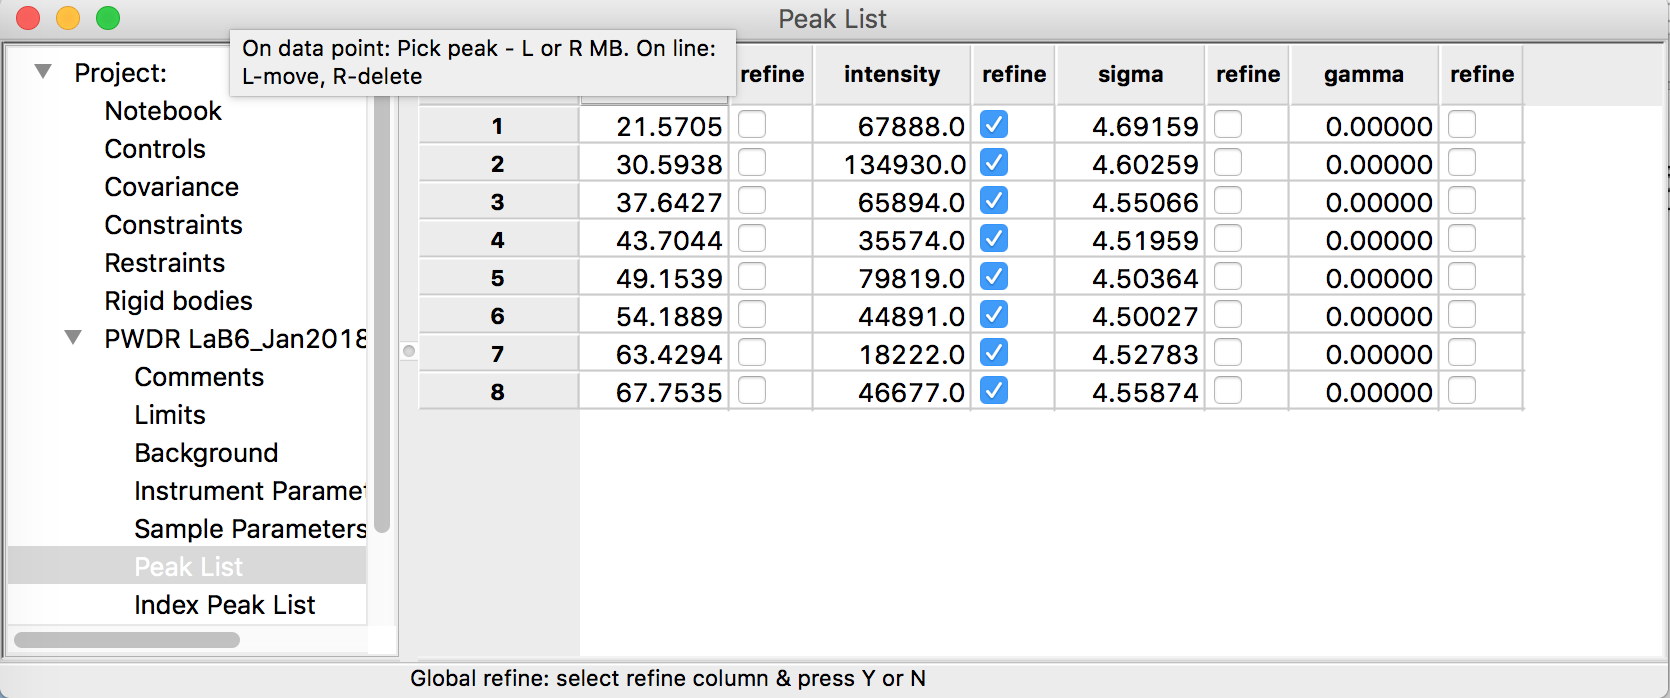 Peak List
On data point: Pick peak - L or R MB. On line:
L-move, R-delete
Project:
Notebook
Controls
Covariance
Constraints
Restraints
Rigid bodies
PWDR LaB6_Jan2018
Comments
Limits
Background
Instrument Paramet
Sample Parameters
Peak List
Index Peak List
refine intensity refine sigma refine gamma refine
1 21.5705 67888.0 4.69159 0.00000
2 30.5938 134930.0 4.60259 0.00000
3 37.6427 65894.0 4.55066 0.00000
4 43.7044 35574.0 4.51959 0.00000
5 49.1539 79819.0 4.50364 0.00000
6 54.1889 44891.0 4.50027 0.00000
7 63.4294 18222.0 4.52783 0.00000
8 67.7535 46677.0 4.55874 0.00000
Global refine: select refine column & press Y or N